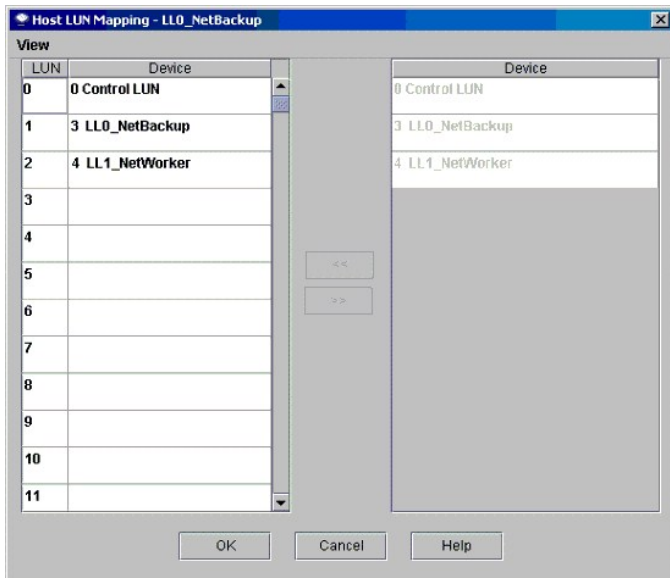 Host LUN Mapping - LL0_NetBackup
View
LUN Device
0 0 Control LUN
1 3 LL0_NetBackup
2 4 LL1_NetWorker
3
4
5
6
7
8
9
10
11
<<
>>
Device
0 Control LUN
3 LL0_NetBackup
4 LL1_NetWorker
OK Cancel Help